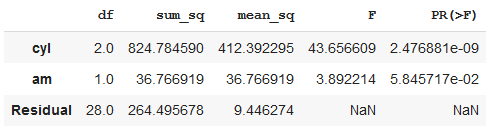 df sum_sq mean_sq F PR(>F)
cyl 2.0 824.784590 412.392295 43.656609 2.476881e-09
am 1.0 36.766919 36.766919 3.892214 5.845717e-02
Residual 28.0 264.495678 9.446274 NaN NaN